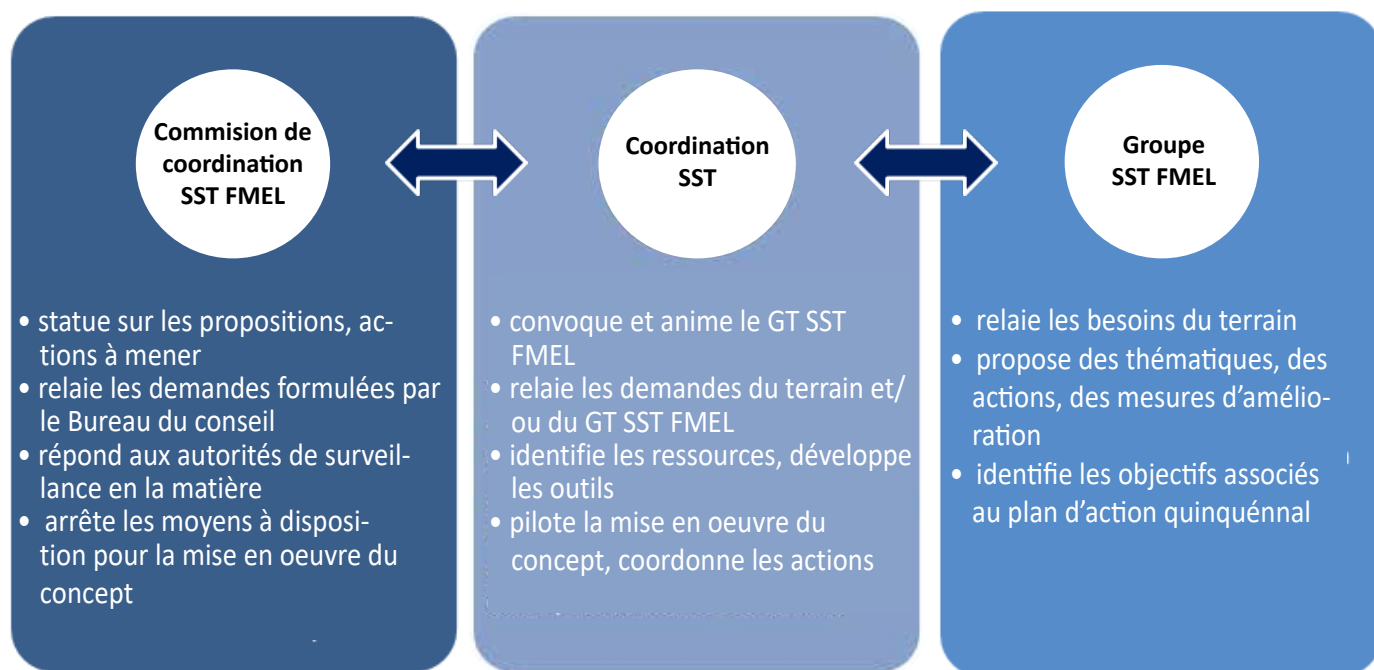 Commision de
coordination
SST FMEL
• statue sur les propositions, ac-
tions à mener
• relaie les demandes formulées par
le Bureau du conseil
• répond aux autorités de surveil-
lance en la matière
• arrête les moyens à disposi-
tion pour la mise en oeuvre du
concept
Coordination
SST
• convoque et anime le GT SST
FMEL
• relaie les demandes du terrain et/
ou du GT SST FMEL
• identifie les ressources, développe
les outils
• pilote la mise en oeuvre du
concept, coordonne les actions
Groupe
SST FMEL
• relaie les besoins du terrain
• propose des thématiques, des
actions, des mesures d’amélio-
ration
• identifie les objectifs associés
au plan d’action quinquénnal